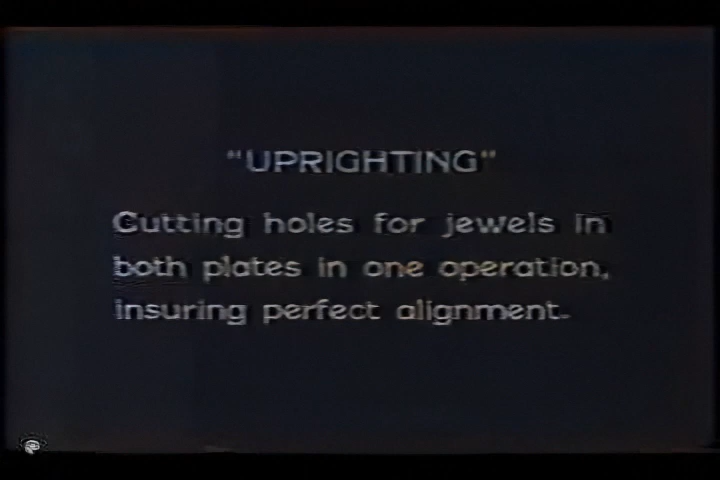 "UPRIGHTING"
Cutting holes for jewels in
both plates in one operation,
insuring perfect alignment.